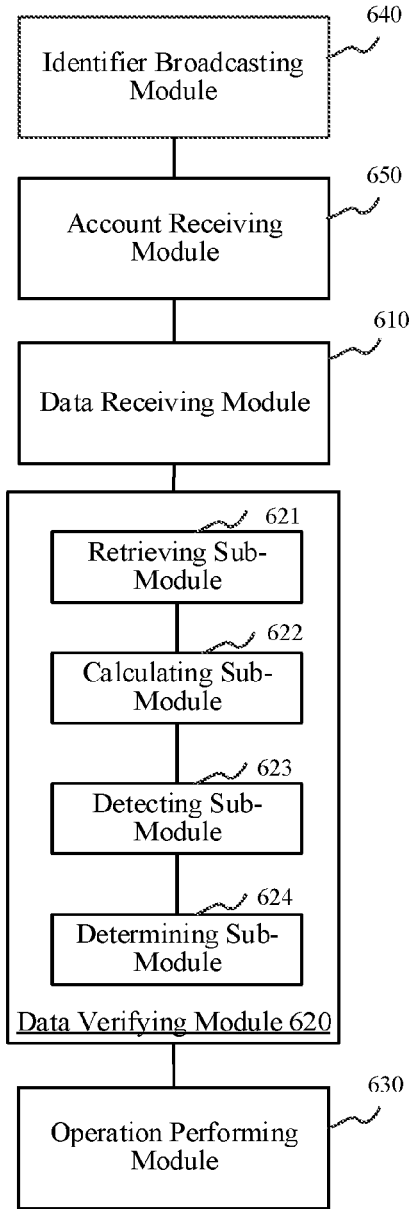 640
Identifier Broadcasting
Module
650
Account Receiving
Module
610
Data Receiving Module
621
Retrieving Sub-
Module
622
Calculating Sub-
Module
623
Detecting Sub-
Module
624
Determining Sub-
Module
Data Verifying Module 620
630
Operation Performing
Module